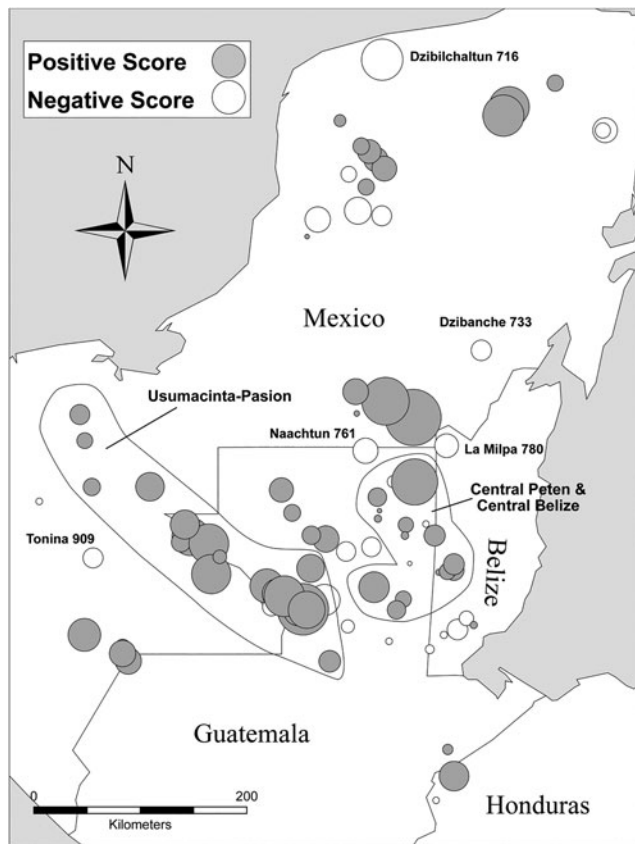 Positive Score
Negative Score
Dzibilchaltun 716
N
Mexico
Dzibanche 733
Usumacinta-Pasion
Naachtun 761
La Milpa 780
Central Peten &
Central Belize
Tonina 909
Belize
Guatemala
0
200
Kilometers
Honduras